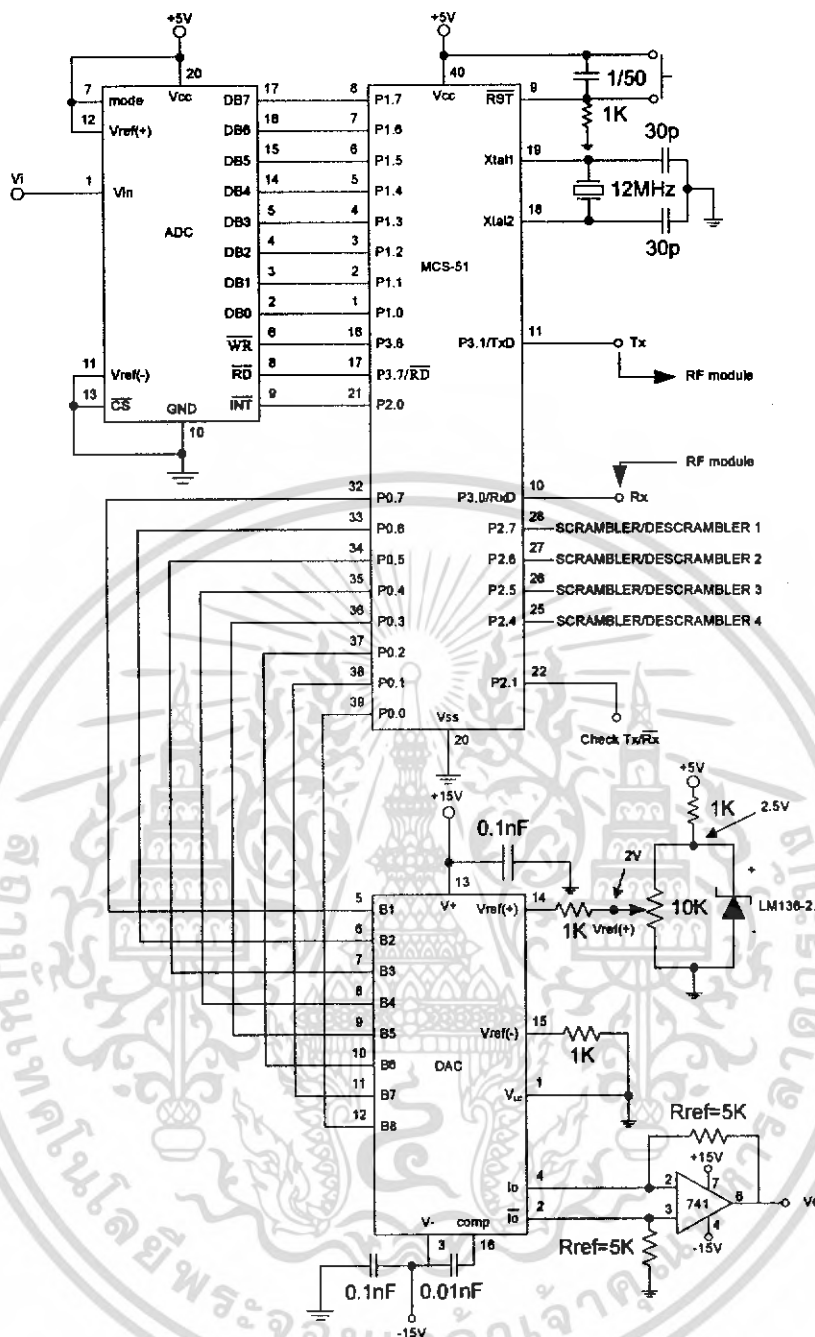 +5V
+5V
20
40
7
mode
Vcc
DB7
17
8
P1.7
Vcc
RST
9
1/50
12
Vref(+)
DB6
18
7
P1.6
1K
DB5
15
6
P1.5
Xtal1
19
30p
Vi
1
Vin
DB4
14
5
P1.4
12MHz
ADC
DB3
5
4
P1.3
Xtal2
18
30p
DB2
4
3
P1.2
MCS-51
DB1
3
2
P1.1
DB0
2
1
P1.0
WR
6
16
P3.6
P3.1/TxD
11
Tx
11
Vref(-)
RD
8
17
P3.7/RD
RF module
13
CS
GND
INT
9
21
P2.0
10
RF module
32
P0.7
P3.0/RxD
10
Rx
33
P0.6
P2.7
28
SCRAMBLER/DESCRAMBLER 1
34
P0.5
P2.6
27
SCRAMBLER/DESCRAMBLER 2
35
P0.4
P2.5
26
SCRAMBLER/DESCRAMBLER 3
36
P0.3
P2.4
25
SCRAMBLER/DESCRAMBLER 4
37
P0.2
38
P0.1
P2.1
22
39
P0.0
Vss
20
Check Tx/Rx
+15V
+5V
1K
2.5V
0.1nF
13
2V
5
B1
V+
Vref(+)
14
1K
Vref(+)
10K
LM136-2.
6
B2
7
B3
8
B4
9
B5
Vref(-)
15
1K
10
B6
DAC
11
B7
VLC
1
12
B8
Rref=5K
+15V
Io
4
2
7
741
6
Io
2
3
4
-15V
V-
comp
3
16
Rref=5K
0.1nF
0.01nF
-15V